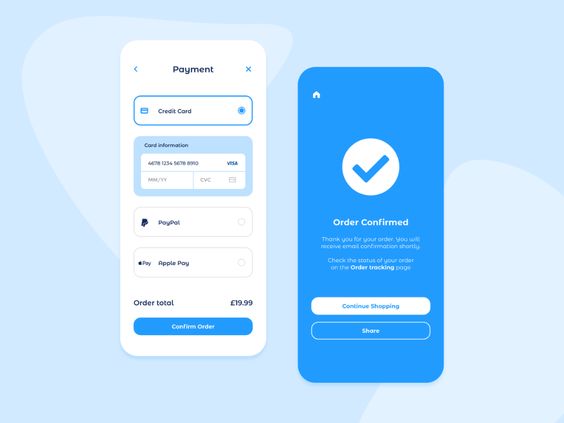 Payment
Credit Card
Card information
4678 1234 5678 8910 VISA
MM/YY CVC
PayPal
Pay Apple Pay
Order total £19.99
Confirm Order
Order Confirmed
Thank you for your order. You will
receive email confirmation shortly.
Check the status of your order
on the Order tracking page
Continue Shopping
Share